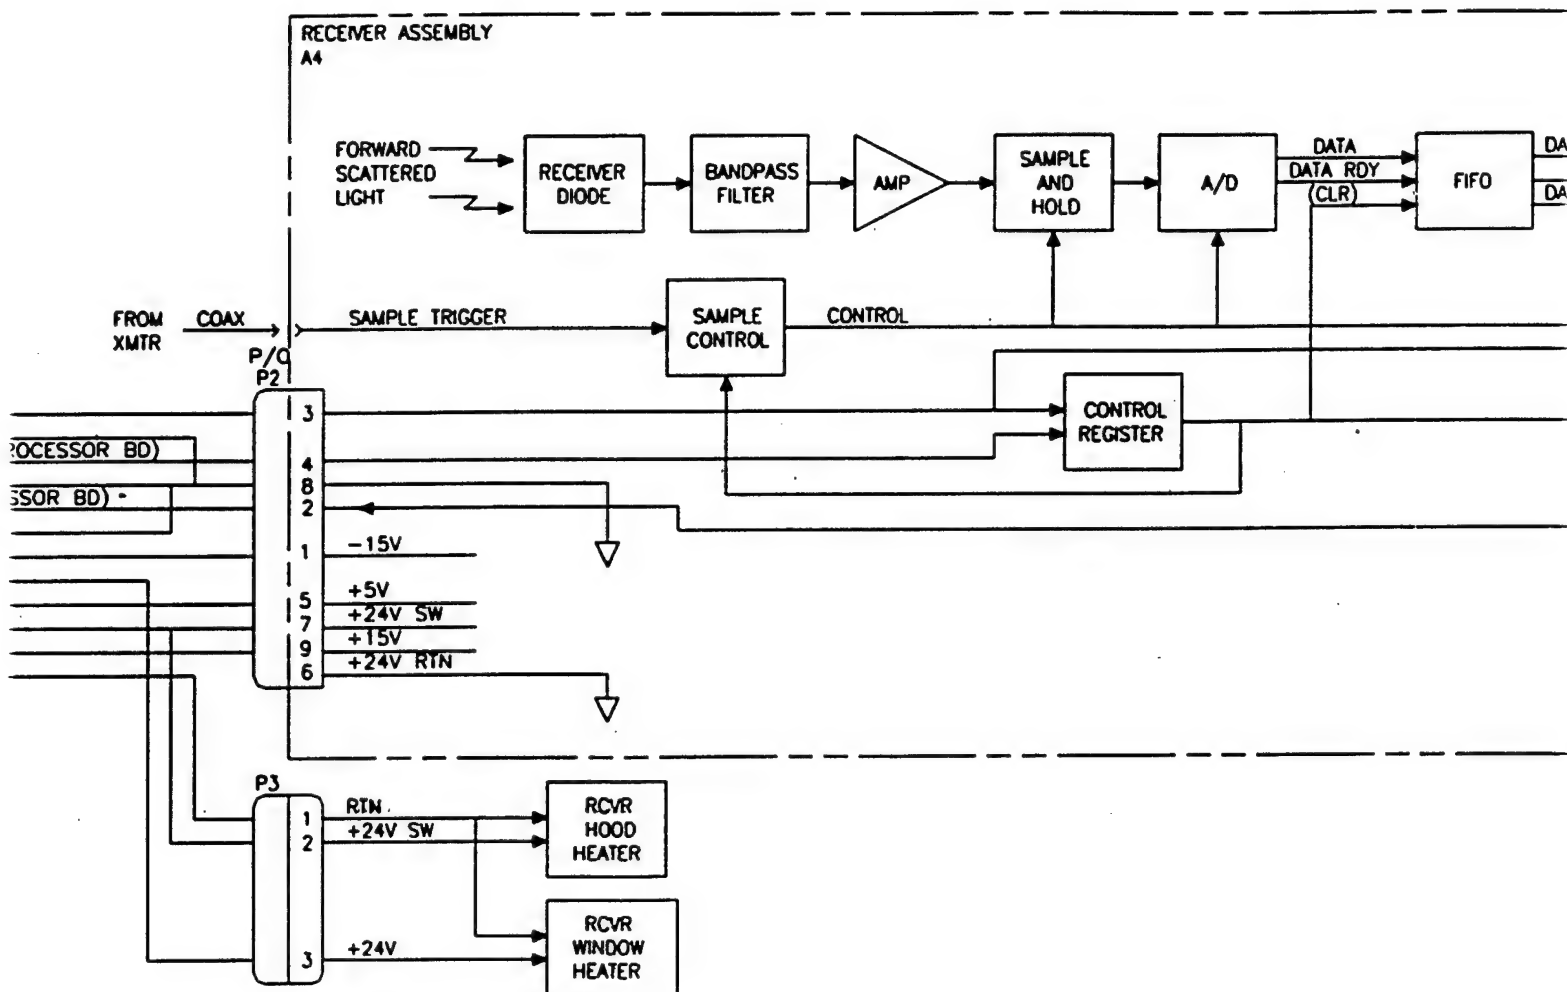 RECEIVER ASSEMBLY
A4
FORWARD
SCATTERED
LIGHT
RECEIVER
DIODE
BANDPASS
FILTER
AMP
SAMPLE
AND
HOLD
A/D
DATA
DATA RDY
(CLR)
FIFO
DA
DA
FROM
XMTR
COAX
SAMPLE TRIGGER
SAMPLE
CONTROL
CONTROL
P/O
P2
3
4
8
2
1
5
7
9
6
ROCESSOR BD)
SSOR BD)
-15V
+5V
+24V SW
+15V
+24V RTN
CONTROL
REGISTER
P3
1
2
3
RTN
+24V SW
+24V
RCVR
HOOD
HEATER
RCVR
WINDOW
HEATER